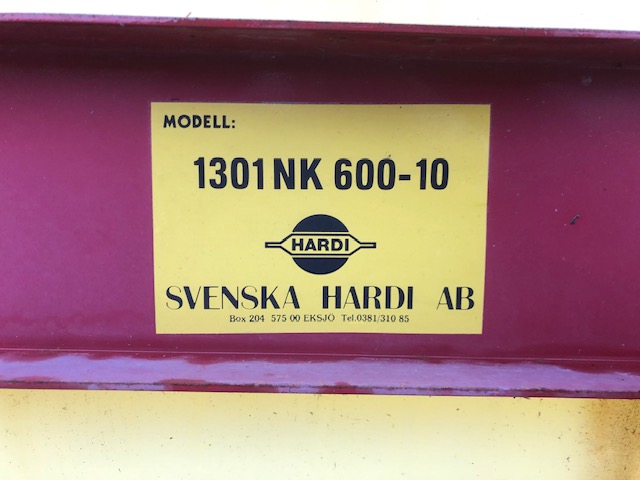 MODELL:
1301 NK 600-10
HARDI
SVENSKA HARDI AB
Box 204 575 00 EKSJÖ Tel.0381/310 85